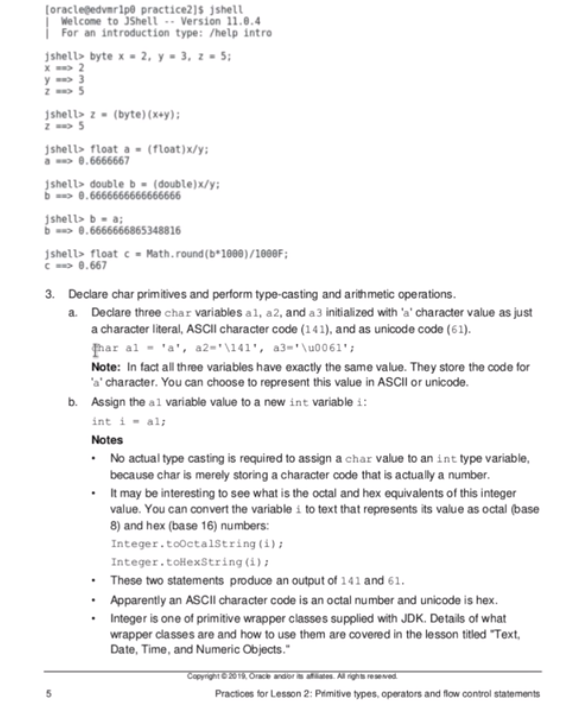 [oracle@edvmr1p0 practice2]$ jshell
| Welcome to JShell -- Version 11.0.4
| For an introduction type: /help intro
jshell> byte x = 2, y = 3, z = 5;
x ==> 2
y ==> 3
z ==> 5
jshell> z = (byte)(x+y);
z ==> 5
jshell> float a = (float)x/y;
a ==> 0.6666667
jshell> double b = (double)x/y;
b ==> 0.6666666666666666
jshell> b = a;
b ==> 0.6666666865348816
jshell> float c = Math.round(b*1000)/1000F;
c ==> 0.667
3. Declare char primitives and perform type-casting and arithmetic operations.
a. Declare three char variables a1, a2, and a3 initialized with 'a' character value as just
a character literal, ASCII character code (141), and as unicode code (61).
char a1 = 'a', a2='\141', a3='\u0061';
Note: In fact all three variables have exactly the same value. They store the code for
'a' character. You can choose to represent this value in ASCII or unicode.
b. Assign the a1 variable value to a new int variable i:
int i = a1;
Notes
• No actual type casting is required to assign a char value to an int type variable,
because char is merely storing a character code that is actually a number.
• It may be interesting to see what is the octal and hex equivalents of this integer
value. You can convert the variable i to text that represents its value as octal (base
8) and hex (base 16) numbers:
Integer.toOctalString(i);
Integer.toHexString(i);
• These two statements produce an output of 141 and 61.
• Apparently an ASCII character code is an octal number and unicode is hex.
• Integer is one of primitive wrapper classes supplied with JDK. Details of what
wrapper classes are and how to use them are covered in the lesson titled "Text,
Date, Time, and Numeric Objects."
Copyright © 2019, Oracle and/or its affiliates. All rights reserved.
5 Practices for Lesson 2: Primitive types, operators and flow control statements